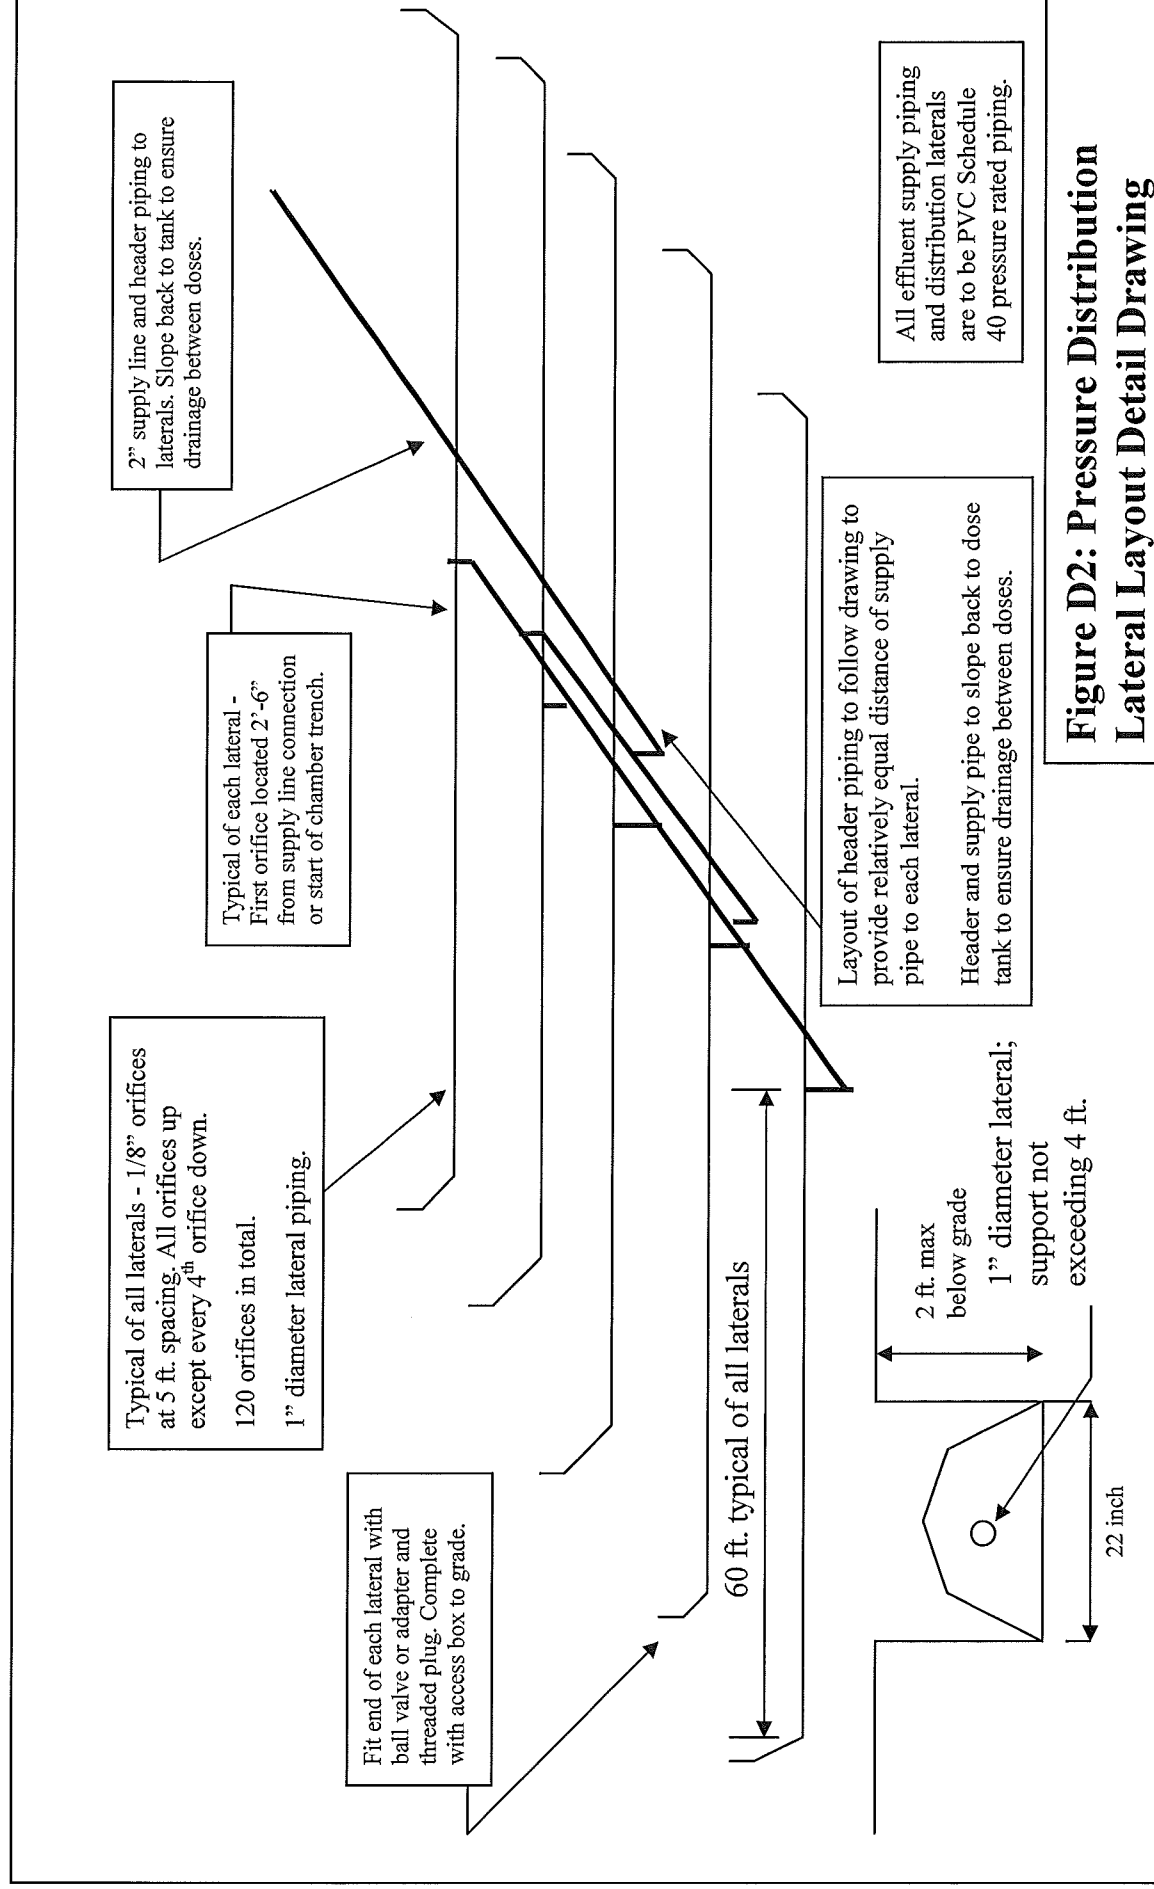 Typical of all laterals - 1/8” orifices
at 5 ft. spacing. All orifices up
except every 4th orifice down.
120 orifices in total.
1” diameter lateral piping.
Typical of each lateral -
First orifice located 2’-6”
from supply line connection
or start of chamber trench.
2” supply line and header piping to
laterals. Slope back to tank to ensure
drainage between doses.
Fit end of each lateral with
ball valve or adapter and
threaded plug. Complete
with access box to grade.
60 ft. typical of all laterals
Layout of header piping to follow drawing to
provide relatively equal distance of supply
pipe to each lateral.
Header and supply pipe to slope back to dose
tank to ensure drainage between doses.
All effluent supply piping
and distribution laterals
are to be PVC Schedule
40 pressure rated piping.
2 ft. max
below grade
1” diameter lateral;
support not
exceeding 4 ft.
22 inch
Figure D2: Pressure Distribution
Lateral Layout Detail Drawing